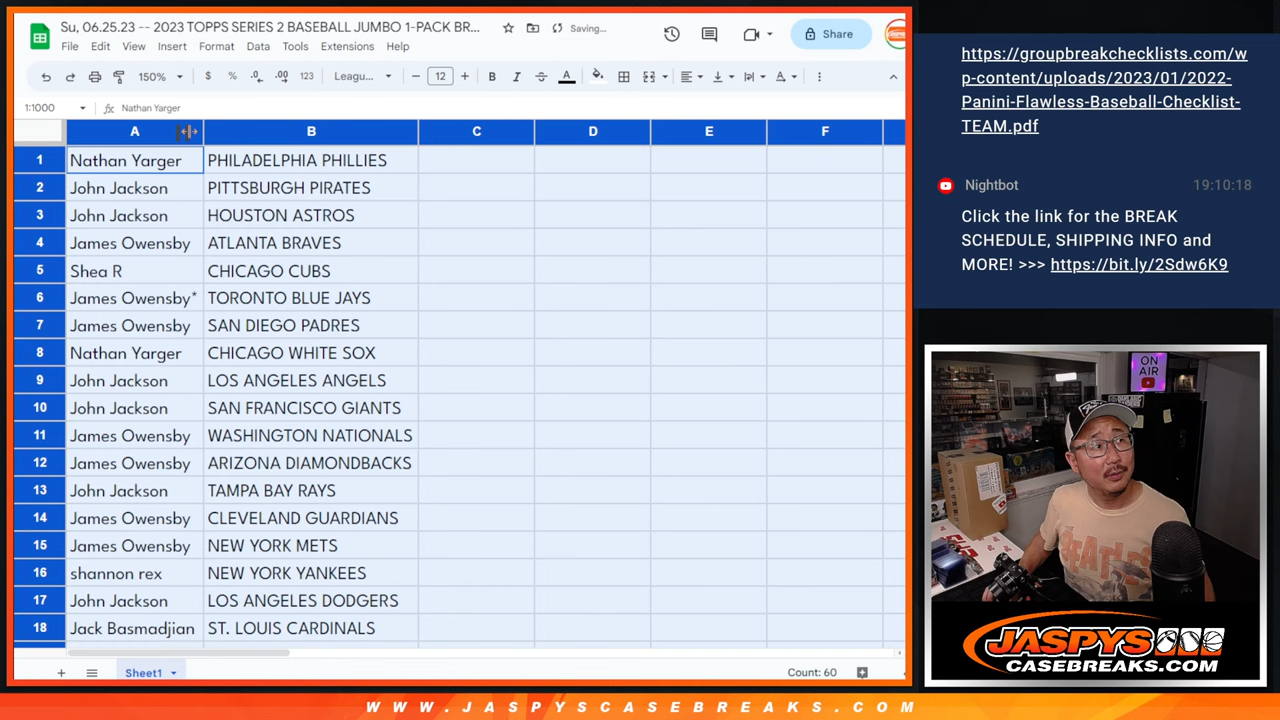 Su, 06.25.23 -- 2023 TOPPS SERIES 2 BASEBALL JUMBO 1-PACK BR...
Saving...
Share
File Edit View Insert Format Data Tools Extensions Help
150% $ % .0 .00 123 Leagu... − 12 + B I S A
1:1000 fx Nathan Yarger
A B C D E F
1 Nathan Yarger PHILADELPHIA PHILLIES
2 John Jackson PITTSBURGH PIRATES
3 John Jackson HOUSTON ASTROS
4 James Owensby ATLANTA BRAVES
5 Shea R CHICAGO CUBS
6 James Owensby* TORONTO BLUE JAYS
7 James Owensby SAN DIEGO PADRES
8 Nathan Yarger CHICAGO WHITE SOX
9 John Jackson LOS ANGELES ANGELS
10 John Jackson SAN FRANCISCO GIANTS
11 James Owensby WASHINGTON NATIONALS
12 James Owensby ARIZONA DIAMONDBACKS
13 John Jackson TAMPA BAY RAYS
14 James Owensby CLEVELAND GUARDIANS
15 James Owensby NEW YORK METS
16 shannon rex NEW YORK YANKEES
17 John Jackson LOS ANGELES DODGERS
18 Jack Basmadjian ST. LOUIS CARDINALS
Sheet1
Count: 60
https://groupbreakchecklists.com/w
p-content/uploads/2023/01/2022-
Panini-Flawless-Baseball-Checklist-
TEAM.pdf
Nightbot 19:10:18
Click the link for the BREAK
SCHEDULE, SHIPPING INFO and
MORE! >>> https://bit.ly/2Sdw6K9
ON
AIR
BEATLES
JASPYS
CASEBREAKS.COM
WWW.JASPYSCASEBREAKS.COM